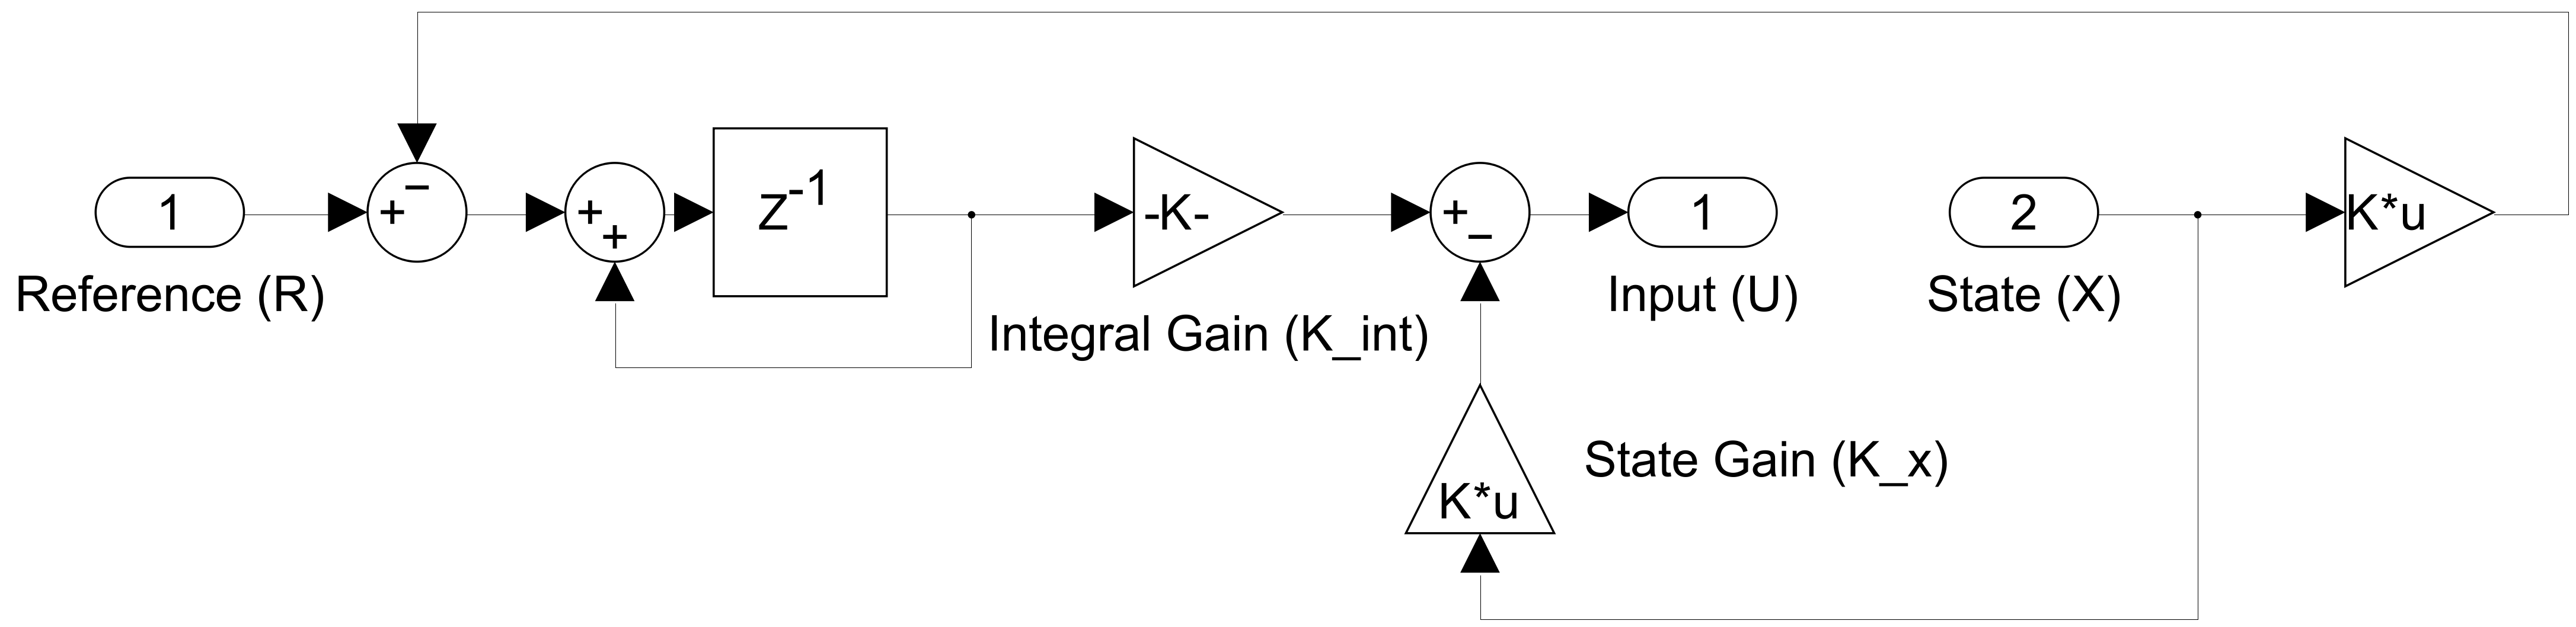 1
+ −
+ +
Z-1
-K-
+ −
1
2
K*u
Reference (R)
Input (U)
State (X)
Integral Gain (K_int)
State Gain (K_x)
K*u